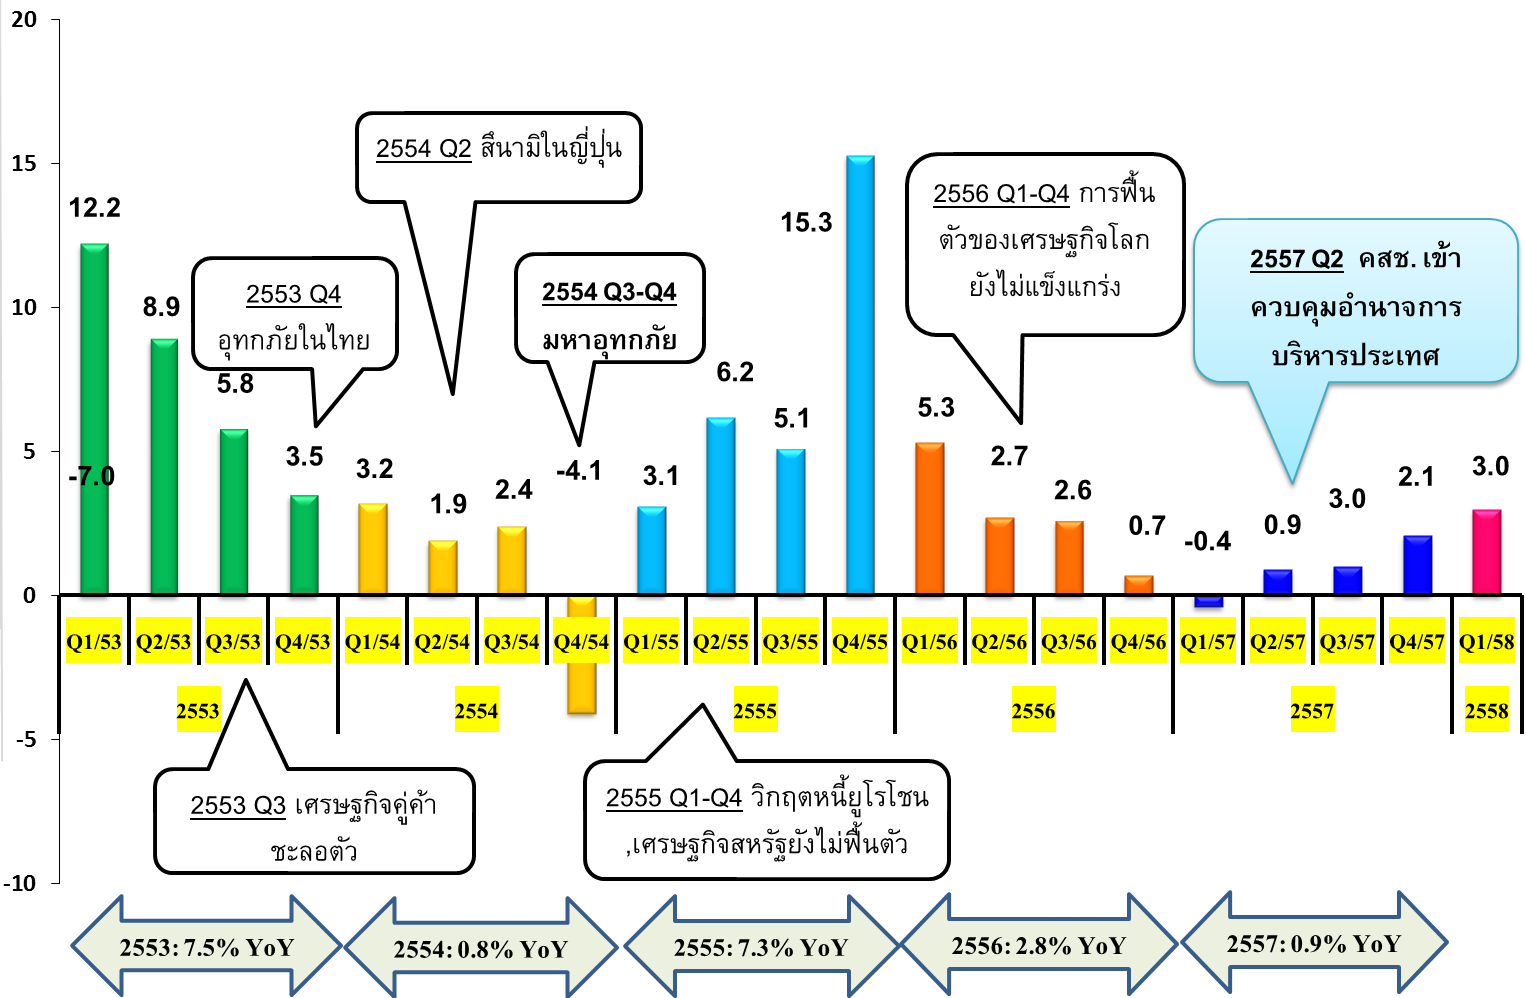 20
15
10
5
0
-5
-10
12.2
-7.0
8.9
5.8
3.5
3.2
1.9
2.4
-4.1
3.1
6.2
5.1
15.3
5.3
2.7
2.6
0.7
-0.4
0.9
3.0
2.1
3.0
2553 Q4
อุทกภัยในไทย
2554 Q2 สึนามิในญี่ปุ่น
2554 Q3-Q4
มหาอุทกภัย
2556 Q1-Q4 การฟื้น
ตัวของเศรษฐกิจโลก
ยังไม่แข็งแกร่ง
2557 Q2 คสช. เข้า
ควบคุมอำนาจการ
บริหารประเทศ
Q1/53 Q2/53 Q3/53 Q4/53 Q1/54 Q2/54 Q3/54 Q4/54 Q1/55 Q2/55 Q3/55 Q4/55 Q1/56 Q2/56 Q3/56 Q4/56 Q1/57 Q2/57 Q3/57 Q4/57 Q1/58
2553 2554 2555 2556 2557 2558
2553 Q3 เศรษฐกิจคู่ค้า
ชะลอตัว
2555 Q1-Q4 วิกฤตหนี้ยูโรโซน
,เศรษฐกิจสหรัฐยังไม่ฟื้นตัว
2553: 7.5% YoY
2554: 0.8% YoY
2555: 7.3% YoY
2556: 2.8% YoY
2557: 0.9% YoY